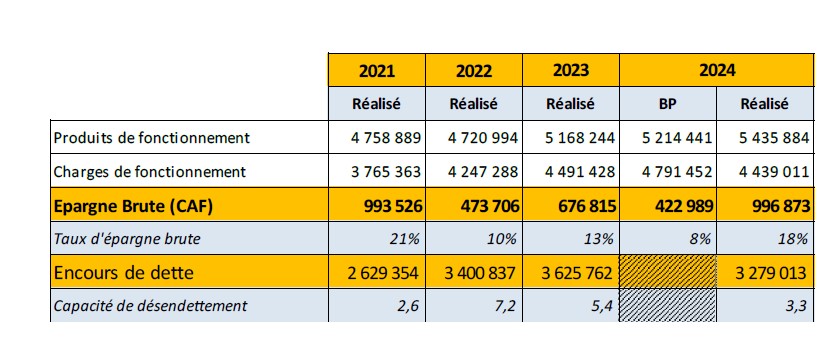 2021 2022 2023 2024
Réalisé Réalisé Réalisé BP Réalisé
Produits de fonctionnement 4 758 889 4 720 994 5 168 244 5 214 441 5 435 884
Charges de fonctionnement 3 765 363 4 247 288 4 491 428 4 791 452 4 439 011
Epargne Brute (CAF) 993 526 473 706 676 815 422 989 996 873
Taux d'épargne brute 21% 10% 13% 8% 18%
Encours de dette 2 629 354 3 400 837 3 625 762 3 279 013
Capacité de désendettement 2,6 7,2 5,4 3,3